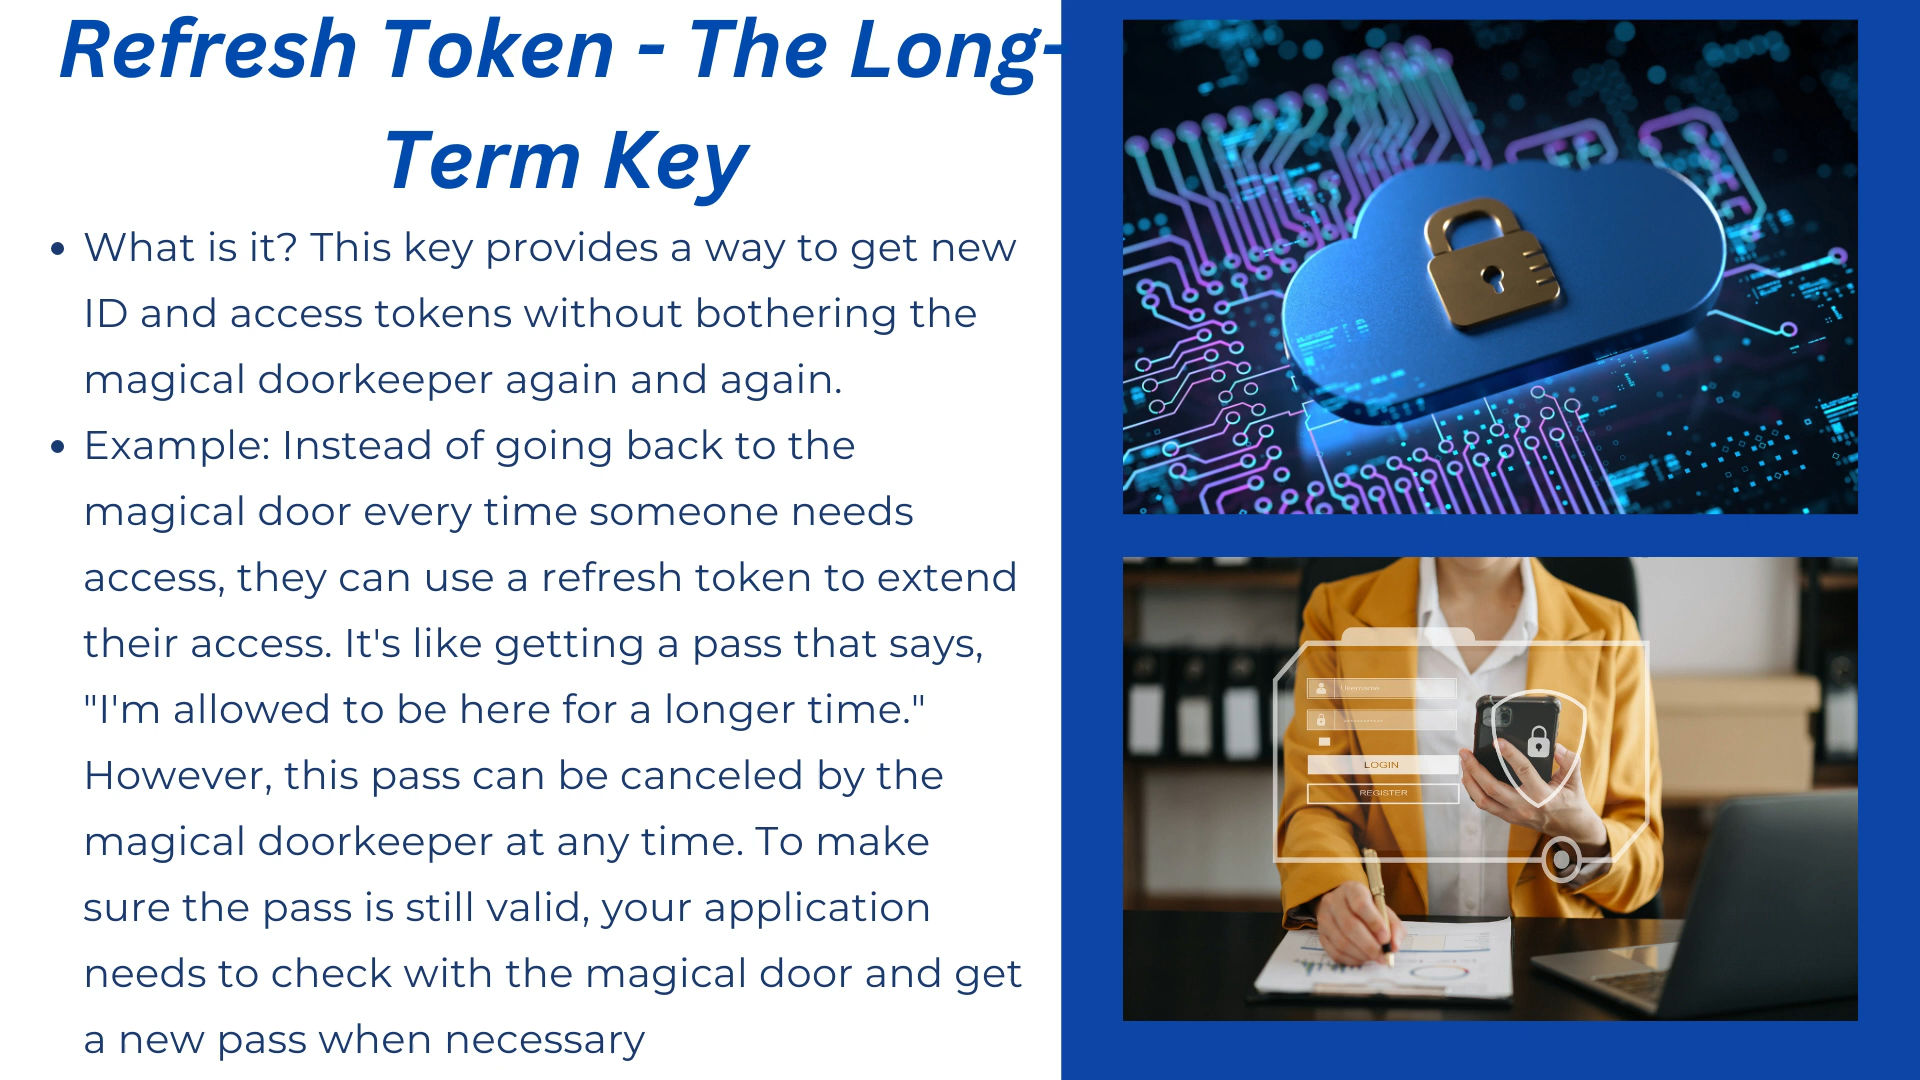 Refresh Token - The Long-
Term Key
• What is it? This key provides a way to get new
ID and access tokens without bothering the
magical doorkeeper again and again.
• Example: Instead of going back to the
magical door every time someone needs
access, they can use a refresh token to extend
their access. It's like getting a pass that says,
"I'm allowed to be here for a longer time."
However, this pass can be canceled by the
magical doorkeeper at any time. To make
sure the pass is still valid, your application
needs to check with the magical door and get
a new pass when necessary
Username
LOGIN
REGISTER